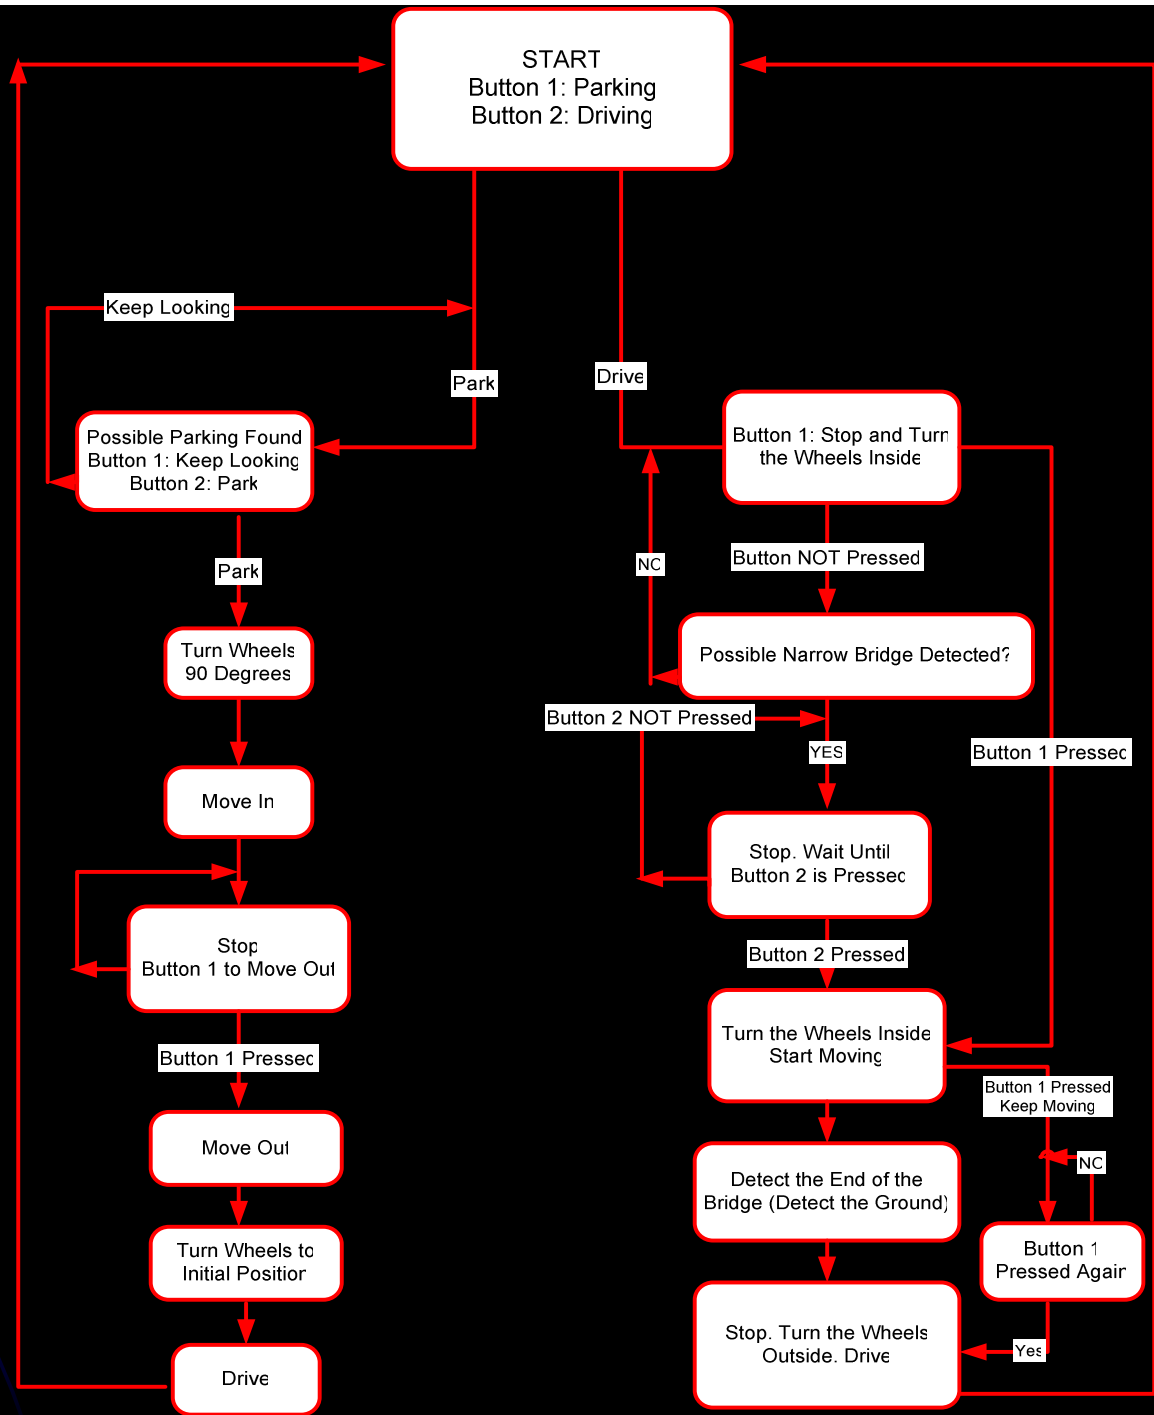 START
Button 1: Parking
Button 2: Driving
Keep Looking
Park
Drive
Possible Parking Found
Button 1: Keep Looking
Button 2: Park
Button 1: Stop and Turn
the Wheels Inside
Park
NO
Button NOT Pressed
Turn Wheels
90 Degrees
Possible Narrow Bridge Detected?
Button 2 NOT Pressed
YES
Button 1 Pressed
Move In
Stop. Wait Until
Button 2 is Pressed
Stop
Button 1 to Move Out
Button 2 Pressed
Turn the Wheels Inside
Start Moving
Button 1 Pressed
Button 1 Pressed
Keep Moving
Move Out
NO
Detect the End of the
Bridge (Detect the Ground)
Turn Wheels to
Initial Position
Button 1
Pressed Again
Stop. Turn the Wheels
Outside. Drive
Yes
Drive